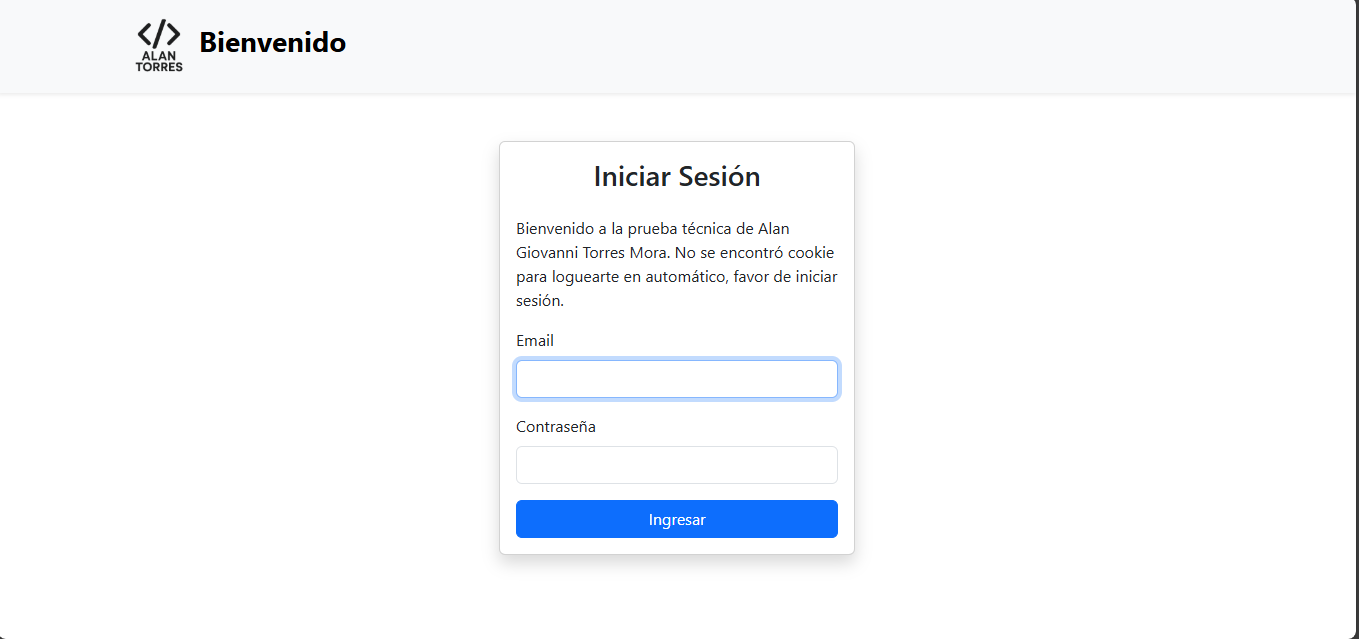 </>
ALAN
TORRES
Bienvenido
Iniciar Sesión
Bienvenido a la prueba técnica de Alan
Giovanni Torres Mora. No se encontró cookie
para loguearte en automático, favor de iniciar
sesión.
Email
Contraseña
Ingresar